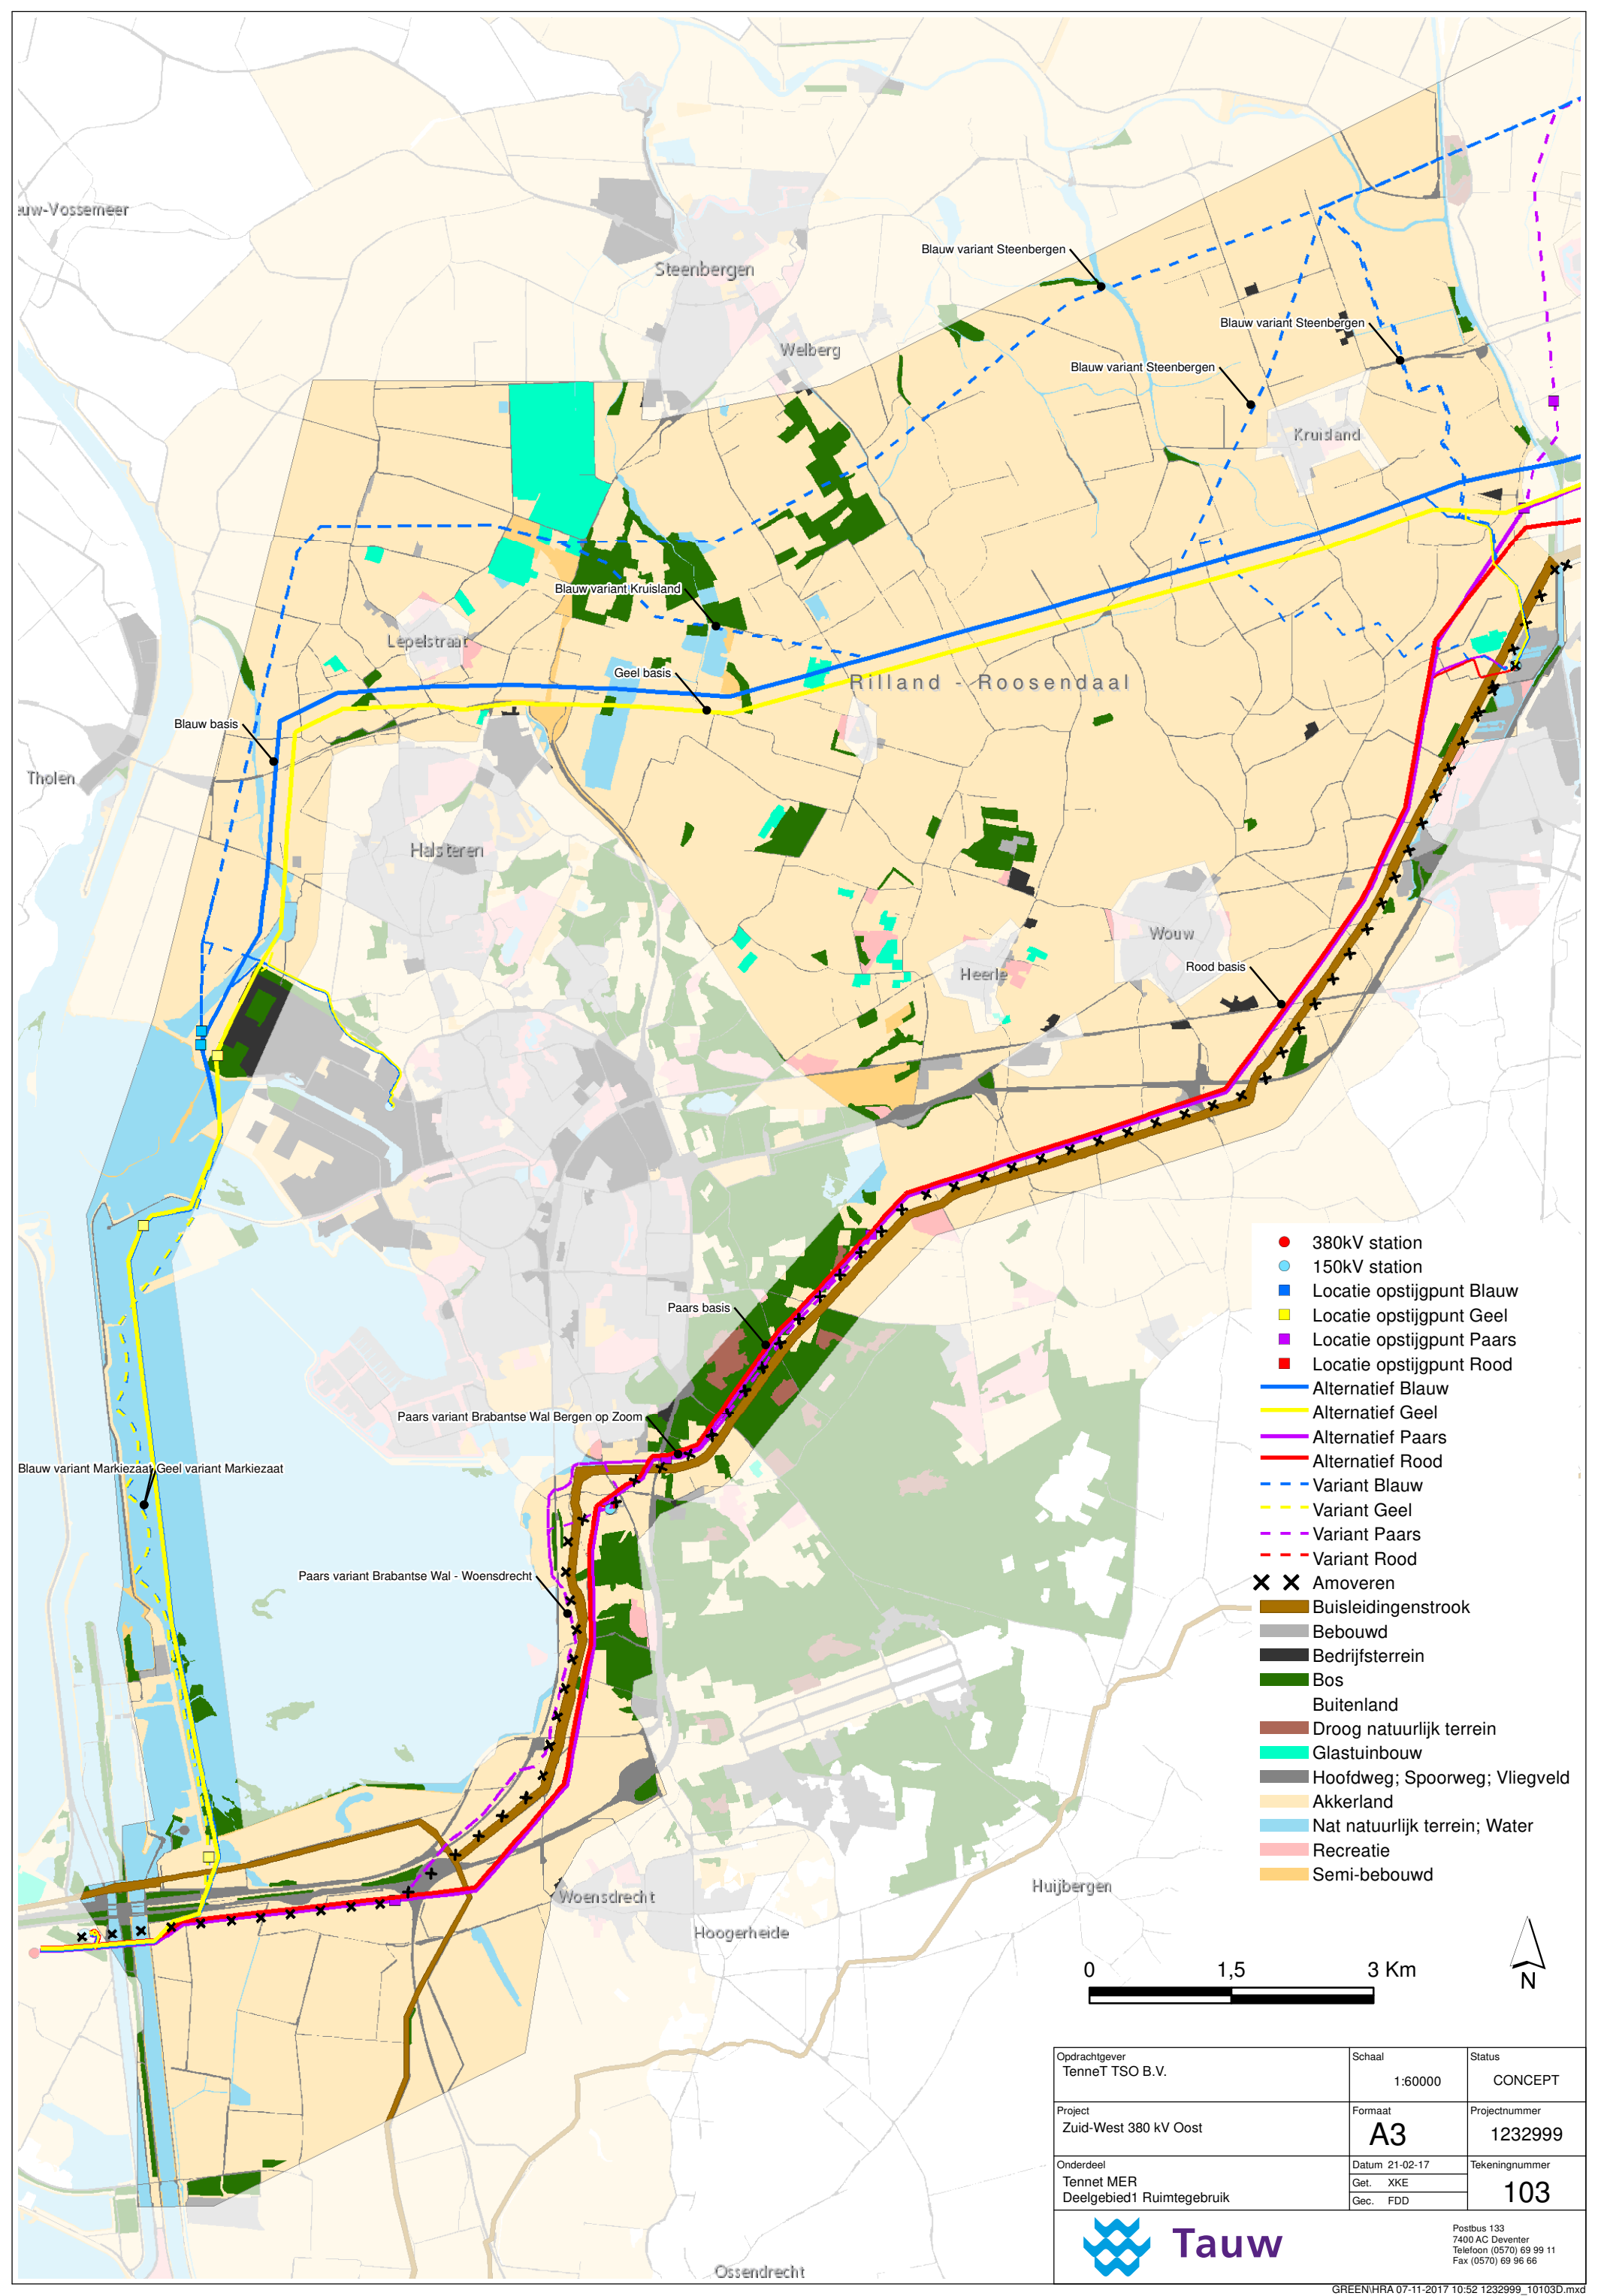 euw-Vossemeer
Steenbergen
Blauw variant Steenbergen
Blauw variant Steenbergen
Welberg
Blauw variant Steenbergen
Kruisland
Blauw variant Kruisland
Lepelstraat
Geel basis
Rilland - Roosendaal
Blauw basis
Tholen
Halsteren
Wouw
Heerle
Rood basis
Paars basis
Paars variant Brabantse Wal Bergen op Zoom
Blauw variant Markiezaat Geel variant Markiezaat
Paars variant Brabantse Wal - Woensdrecht
Woensdrecht
Huijbergen
Hoogerheide
Ossendrecht
380kV station
150kV station
Locatie opstijgpunt Blauw
Locatie opstijgpunt Geel
Locatie opstijgpunt Paars
Locatie opstijgpunt Rood
Alternatief Blauw
Alternatief Geel
Alternatief Paars
Alternatief Rood
Variant Blauw
Variant Geel
Variant Paars
Variant Rood
Amoveren
Buisleidingenstrook
Bebouwd
Bedrijfsterrein
Bos
Buitenland
Droog natuurlijk terrein
Glastuinbouw
Hoofdweg; Spoorweg; Vliegveld
Akkerland
Nat natuurlijk terrein; Water
Recreatie
Semi-bebouwd
0 1,5 3 Km
N
Opdrachtgever
TenneT TSO B.V.
Schaal
1:60000
Status
CONCEPT
Project
Zuid-West 380 kV Oost
Formaat
A3
Projectnummer
1232999
Onderdeel
Tennet MER
Deelgebied1 Ruimtegebruik
Datum 21-02-17
Get. XKE
Gec. FDD
Tekeningnummer
103
Tauw
Postbus 133
7400 AC Deventer
Telefoon (0570) 69 99 11
Fax (0570) 69 96 66
GREEN\HRA 07-11-2017 10:52 1232999_10103D.mxd